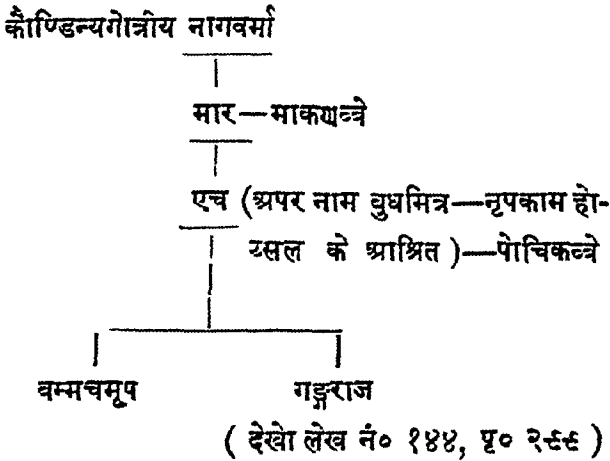 कौण्डिन्यगोत्रीय नागवर्मा
मार—माकणब्बे
एच (अपर नाम बुधमित्र—नृपकाम हो-
य्सल के आश्रित)—पोचिकब्बे
बम्मचमूप गङ्गराज
( देखो लेख नं० १४४, पृ० २९९ )